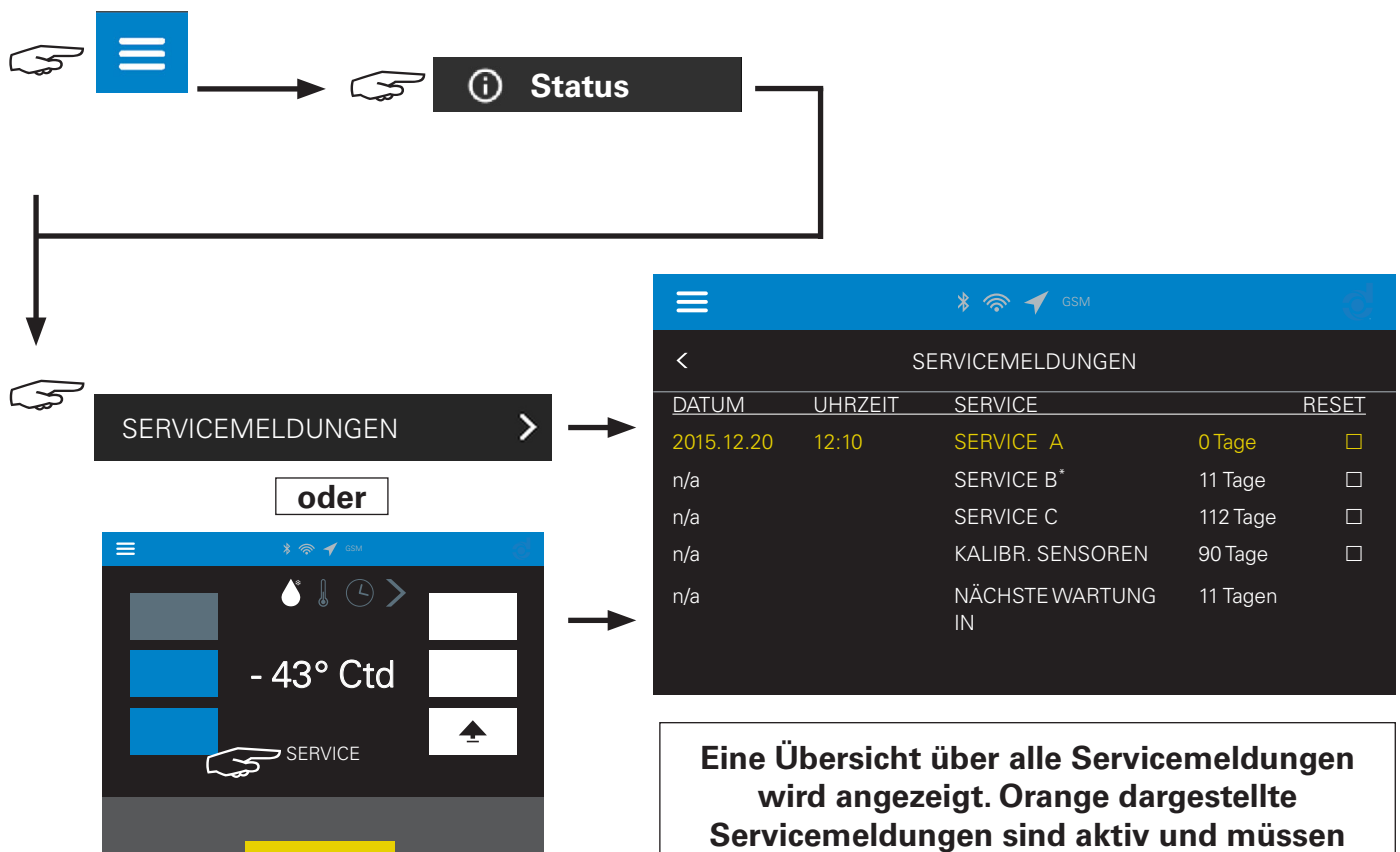 Status
SERVICEMELDUNGEN
oder
GSM
- 43° Ctd
SERVICE
GSM
< SERVICEMELDUNGEN
DATUM UHRZEIT SERVICE RESET
2015.12.20 12:10 SERVICE A 0 Tage
n/a SERVICE B* 11 Tage
n/a SERVICE C 112 Tage
n/a KALIBR. SENSOREN 90 Tage
n/a NÄCHSTE WARTUNG 11 Tagen
IN
Eine Übersicht über alle Servicemeldungen
wird angezeigt. Orange dargestellte
Servicemeldungen sind aktiv und müssen